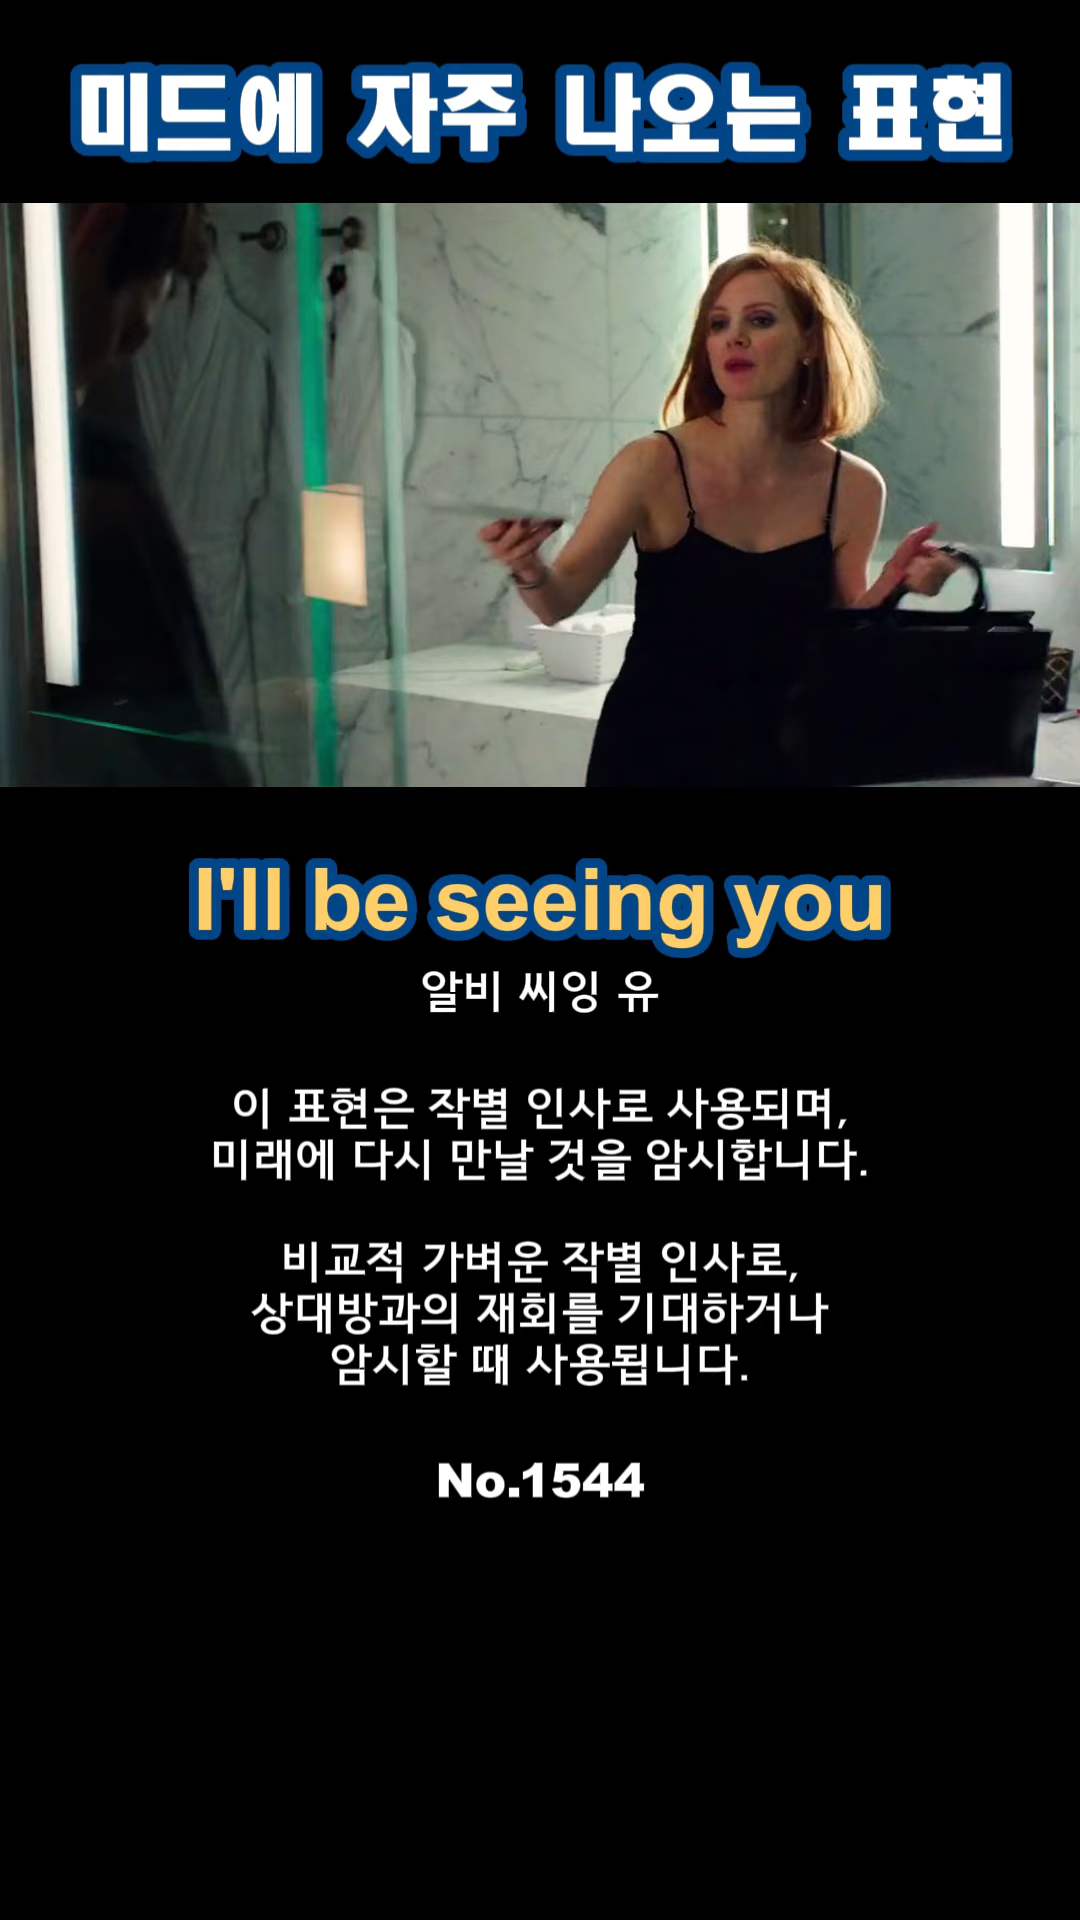 미드에 자주 나오는 표현
I'll be seeing you
알비 씨잉 유
이 표현은 작별 인사로 사용되며,
미래에 다시 만날 것을 암시합니다.
비교적 가벼운 작별 인사로,
상대방과의 재회를 기대하거나
암시할 때 사용됩니다.
No.1544